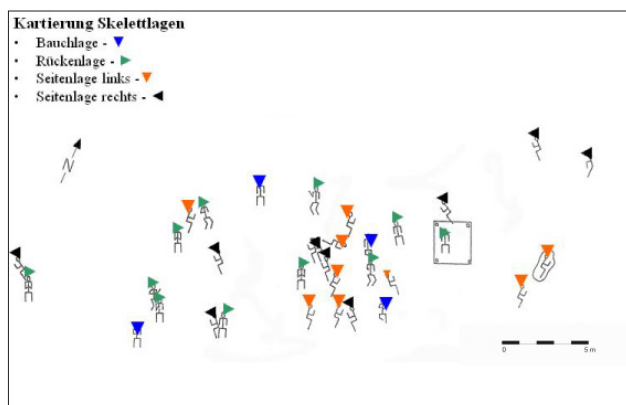 Kartierung Skelettlagen
• Bauchlage -
• Rückenlage -
• Seitenlage links -
• Seitenlage rechts -
N
0 5 m